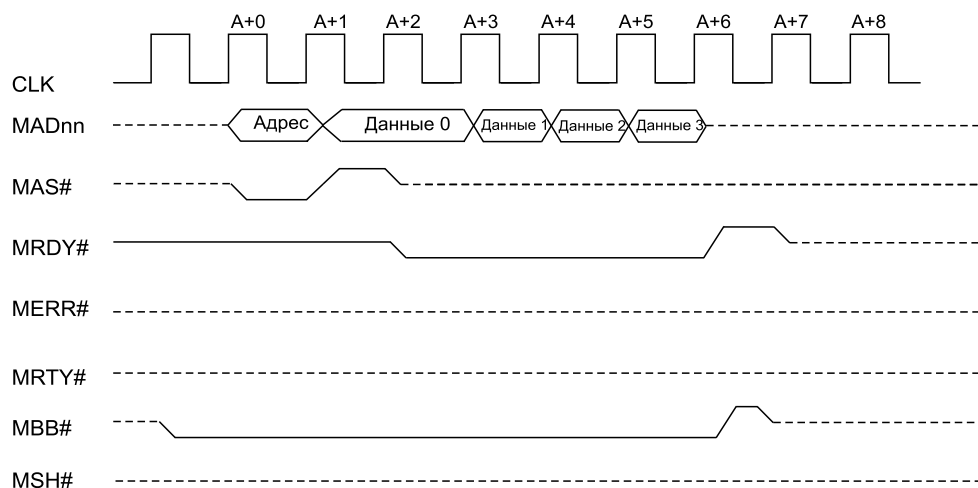 A+0 A+1 A+2 A+3 A+4 A+5 A+6 A+7 A+8
CLK
MADnn Адрес Данные 0 Данные 1 Данные 2 Данные 3
MAS#
MRDY#
MERR#
MRTY#
MBB#
MSH#